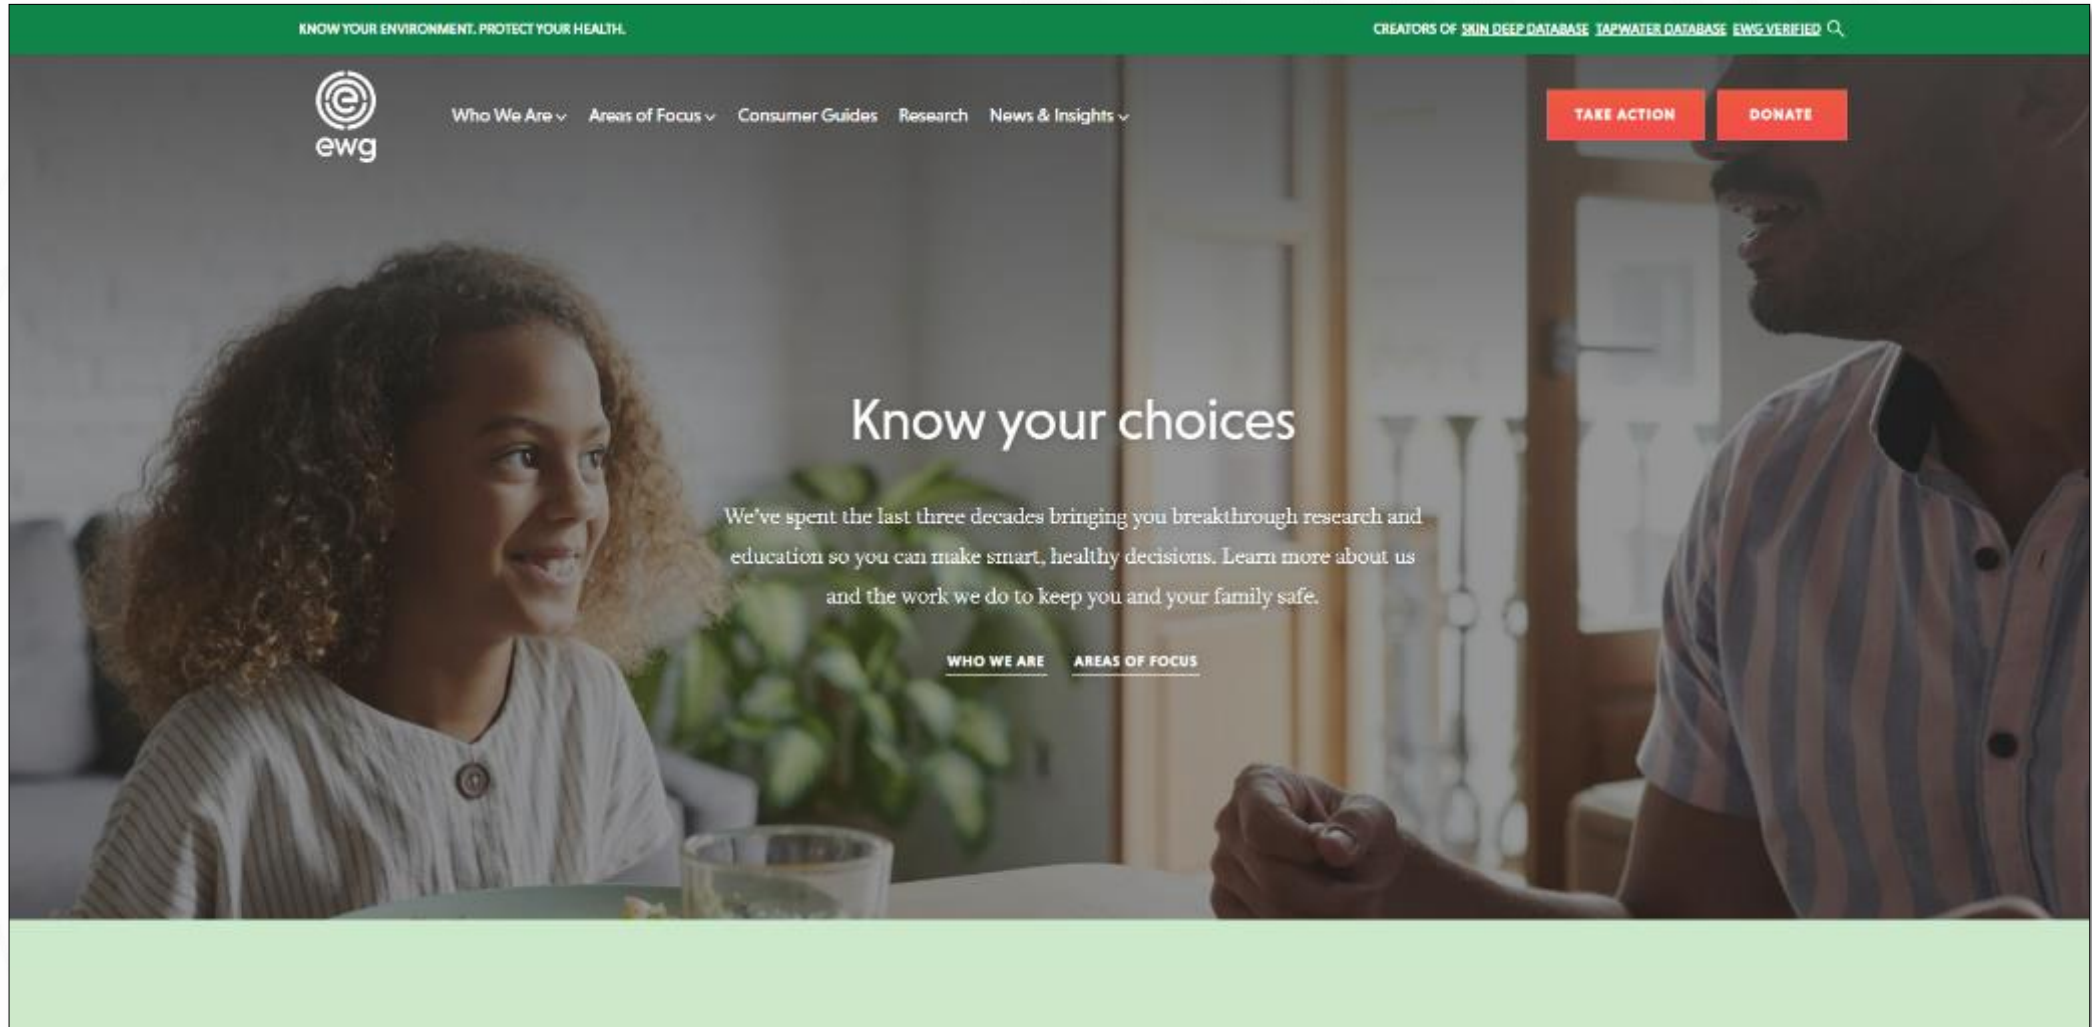 KNOW YOUR ENVIRONMENT. PROTECT YOUR HEALTH.
CREATORS OF SKIN DEEP DATABASE TAPWATER DATABASE EWG VERIFIED
e
ewg
Who We Are Areas of Focus Consumer Guides Research News & Insights
TAKE ACTION DONATE
Know your choices
We've spent the last three decades bringing you breakthrough research and
education so you can make smart, healthy decisions. Learn more about us
and the work we do to keep you and your family safe.
WHO WE ARE AREAS OF FOCUS